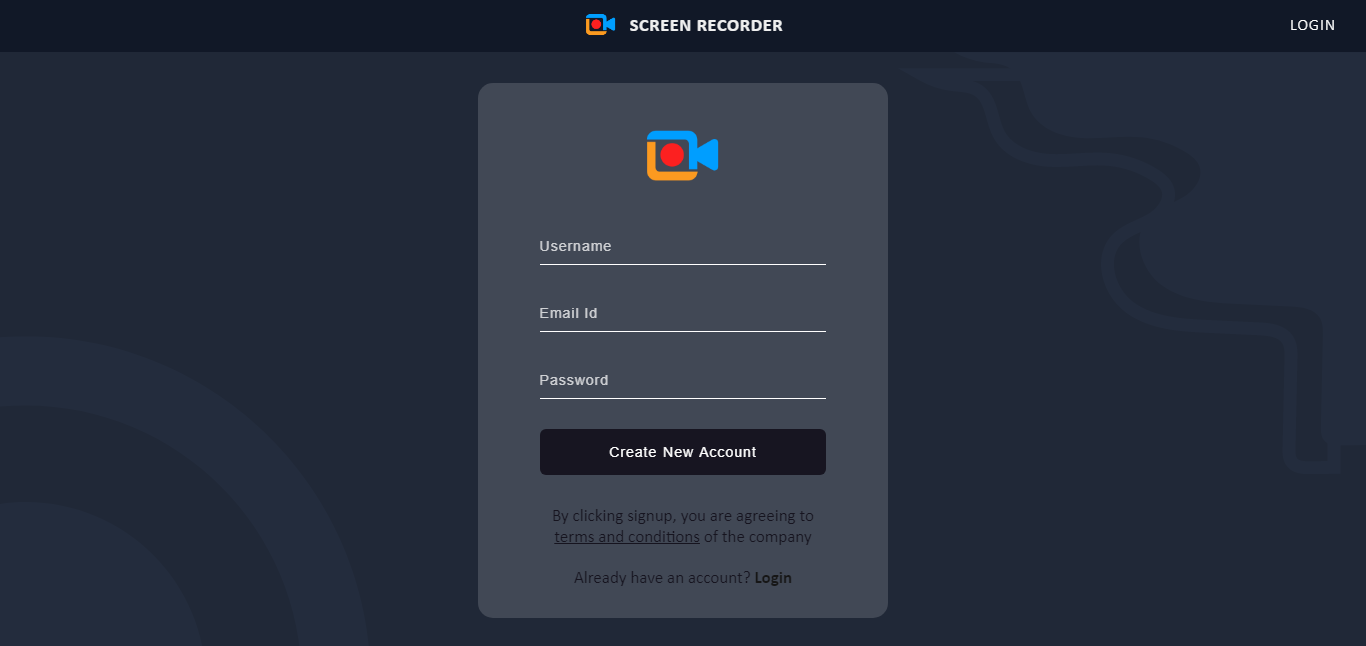 SCREEN RECORDER
LOGIN
Username
Email Id
Password
Create New Account
By clicking signup, you are agreeing to
terms and conditions of the company
Already have an account? Login